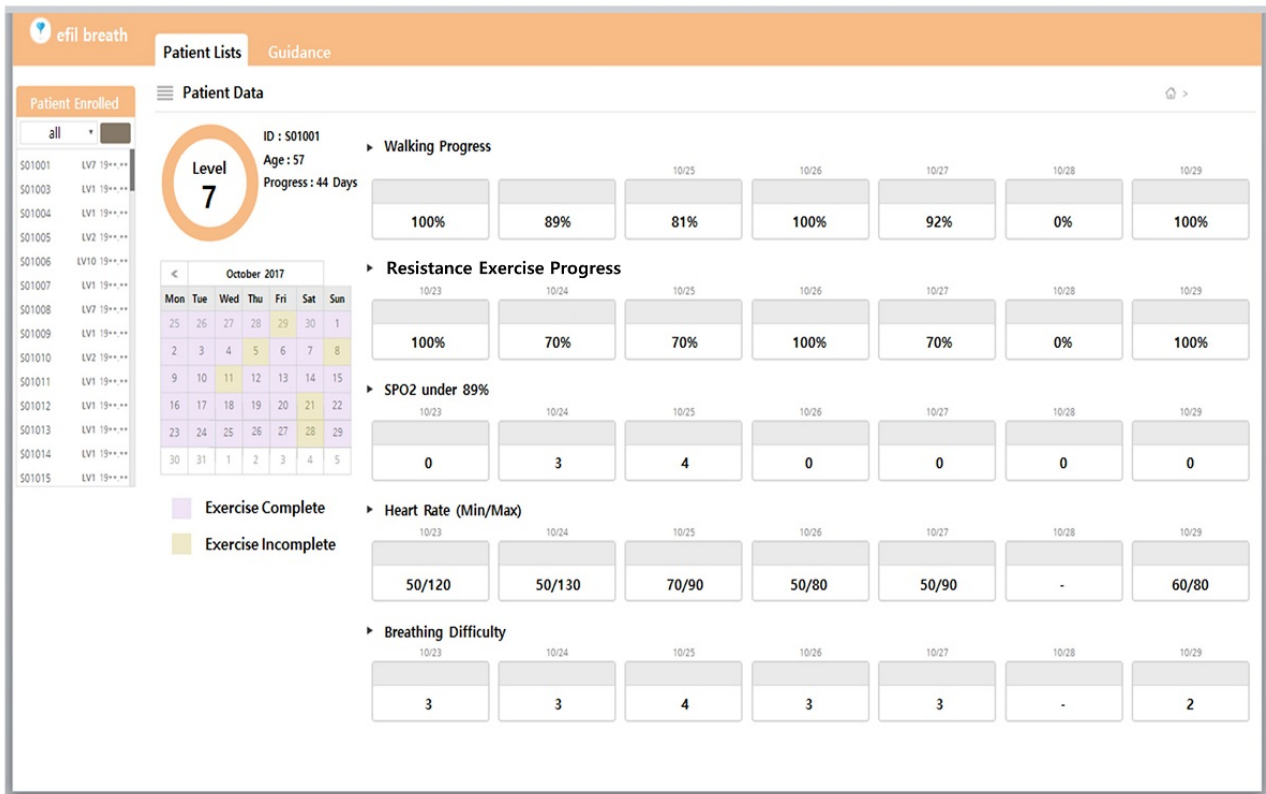 efil breath
Patient Lists Guidance
Patient Enrolled
all
S01001 LV7 19**.**
S01003 LV1 19**.**
S01004 LV1 19**.**
S01005 LV2 19**.**
S01006 LV10 19**.**
S01007 LV1 19**.**
S01008 LV7 19**.**
S01009 LV1 19**.**
S01010 LV2 19**.**
S01011 LV1 19**.**
S01012 LV1 19**.**
S01013 LV1 19**.**
S01014 LV1 19**.**
S01015 LV1 19**.**
Patient Data
>
Level
7
ID : S01001
Age : 57
Progress : 44 Days
< October 2017
Mon Tue Wed Thu Fri Sat Sun
25 26 27 28 29 30 1
2 3 4 5 6 7 8
9 10 11 12 13 14 15
16 17 18 19 20 21 22
23 24 25 26 27 28 29
30 31 1 2 3 4 5
Exercise Complete
Exercise Incomplete
Walking Progress
10/25 10/26 10/27 10/28 10/29
100% 89% 81% 100% 92% 0% 100%
Resistance Exercise Progress
10/23 10/24 10/25 10/26 10/27 10/28 10/29
100% 70% 70% 100% 70% 0% 100%
SPO2 under 89%
10/23 10/24 10/25 10/26 10/27 10/28 10/29
0 3 4 0 0 0 0
Heart Rate (Min/Max)
10/23 10/24 10/25 10/26 10/27 10/28 10/29
50/120 50/130 70/90 50/80 50/90 - 60/80
Breathing Difficulty
10/23 10/24 10/25 10/26 10/27 10/28 10/29
3 3 4 3 3 - 2